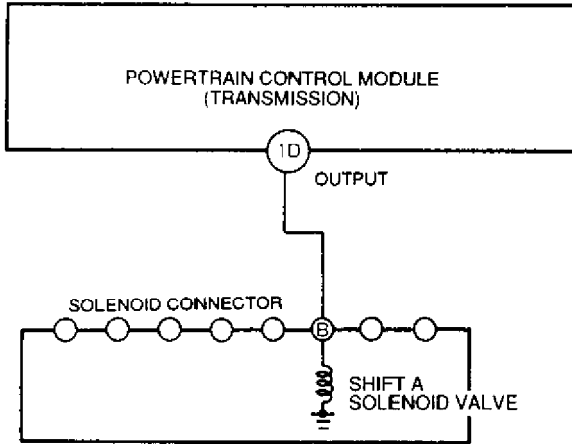 POWERTRAIN CONTROL MODULE
(TRANSMISSION)
1D
OUTPUT
SOLENOID CONNECTOR
B
SHIFT A
SOLENOID VALVE